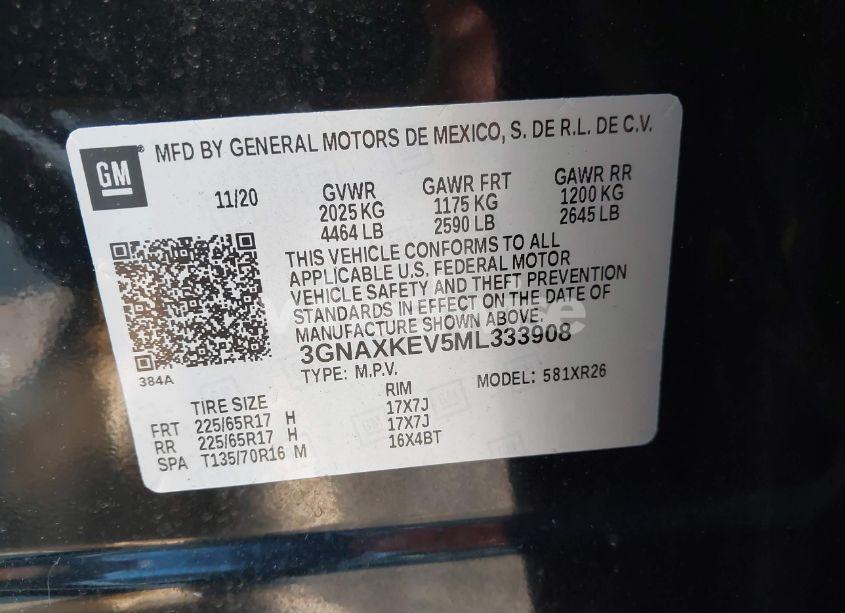 GM
MFD BY GENERAL MOTORS DE MEXICO, S. DE R.L. DE C.V.
11/20 GVWR GAWR FRT GAWR RR
2025 KG 1175 KG 1200 KG
4464 LB 2590 LB 2645 LB
THIS VEHICLE CONFORMS TO ALL
APPLICABLE U.S. FEDERAL MOTOR
VEHICLE SAFETY AND THEFT PREVENTION
STANDARDS IN EFFECT ON THE DATE OF
MANUFACTURE SHOWN ABOVE.
3GNAXKEV5ML333908
384A
TYPE: M.P.V. MODEL: 581XR26
TIRE SIZE RIM
FRT 225/65R17 H 17X7J
RR 225/65R17 H 17X7J
SPA T135/70R16 M 16X4BT